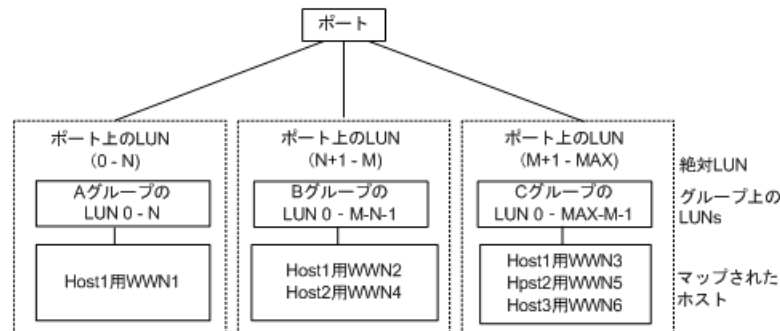 ポート
ポート上のLUN
(0 - N)
Aグループの
LUN 0 - N
Host1用WWN1
ポート上のLUN
(N+1 - M)
Bグループの
LUN 0 - M-N-1
Host1用WWN2
Host2用WWN4
ポート上のLUN
(M+1 - MAX)
Cグループの
LUN 0 - MAX-M-1
Host1用WWN3
Hpst2用WWN5
Host3用WWN6
絶対LUN
グループ上の
LUNs
マップされた
ホスト